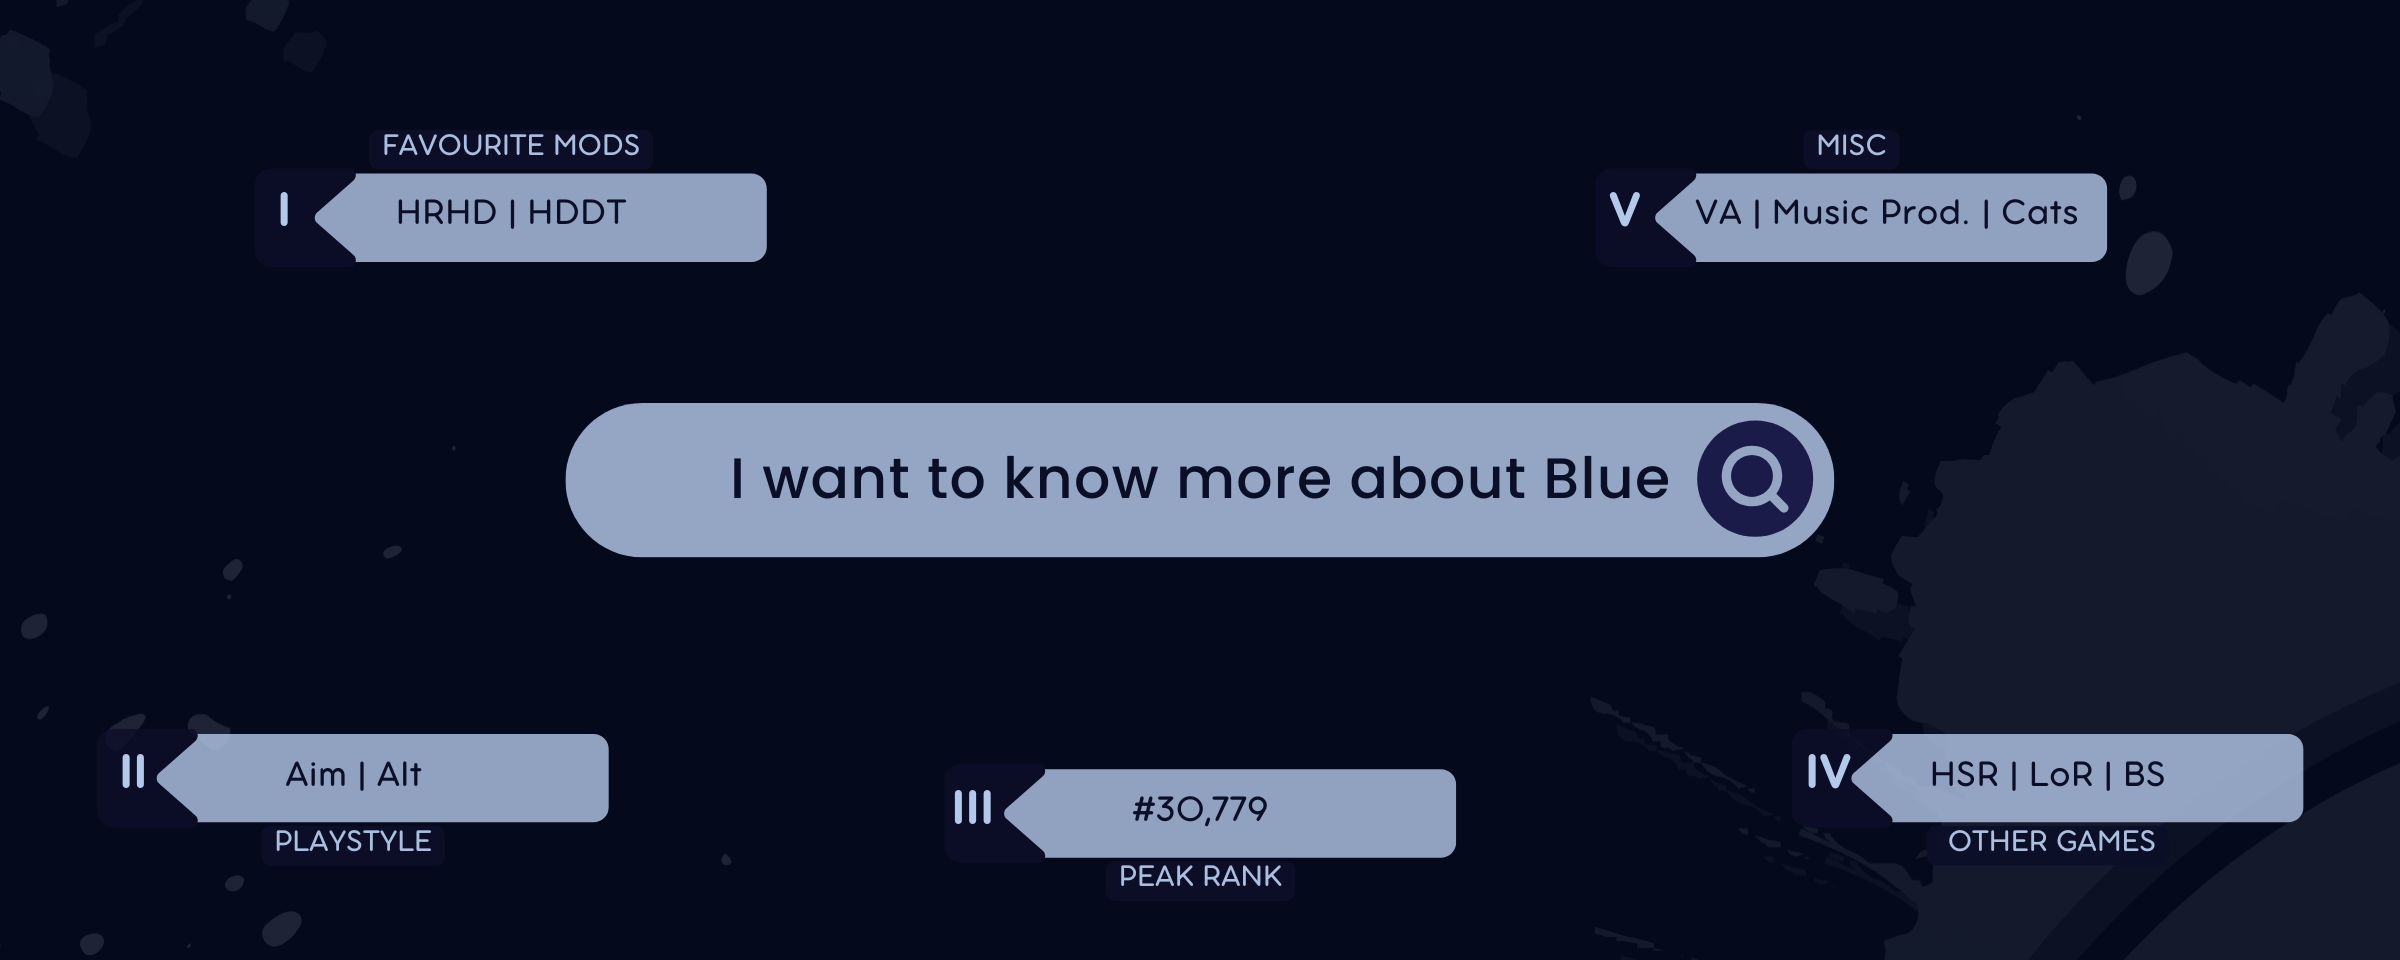 FAVOURITE MODS
I
HRHD | HDDT
MISC
V
VA | Music Prod. | Cats
I want to know more about Blue
II
Aim | Alt
PLAYSTYLE
III
#30,779
PEAK RANK
IV
HSR | LoR | BS
OTHER GAMES